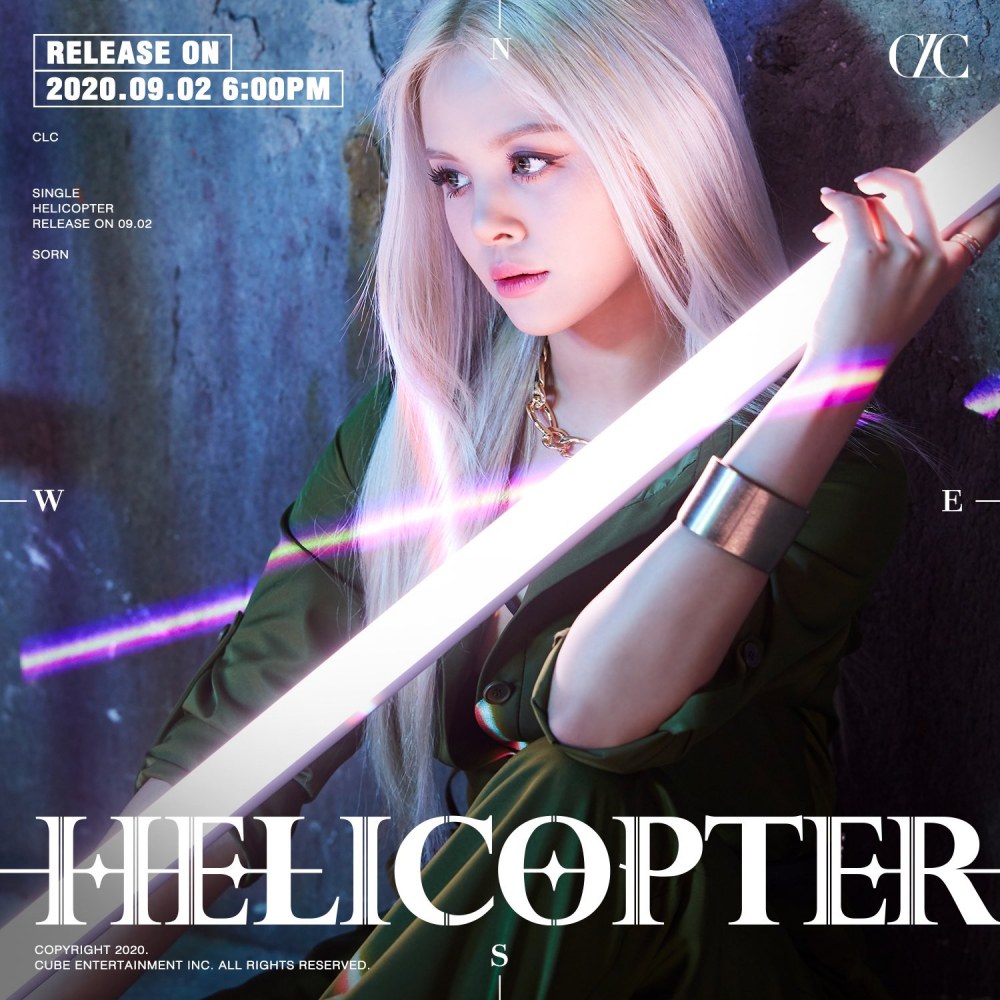 RELEASE ON
2020.09.02 6:00PM
N
CLC
CLC
SINGLE
HELICOPTER
RELEASE ON 09.02
SORN
W
E
HELICOPTER
COPYRIGHT 2020.
CUBE ENTERTAINMENT INC. ALL RIGHTS RESERVED.
S